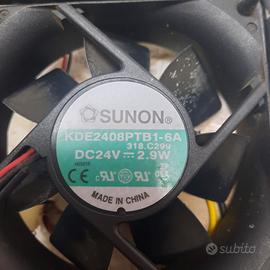 SUNON®
KDE2408PTB1-6A
318.C299
DC24V ⎓ 2.9W
MADE IN CHINA
subito